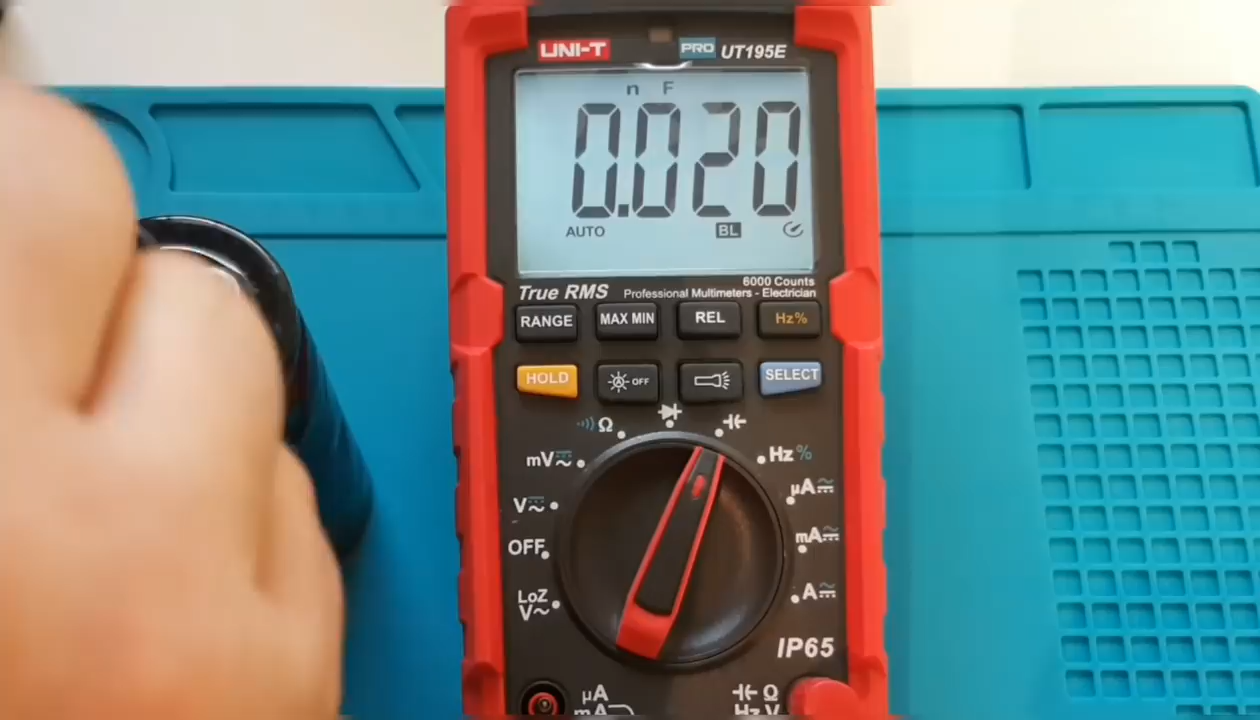 UNI-T PRO UT195E
n F
0.020
AUTO BL
6000 Counts
True RMS Professional Multimeters - Electrician
RANGE MAX MIN REL Hz%
HOLD OFF SELECT
Ω
mV Hz %
V µA
OFF mA
LoZ A
V~
IP65
µA Ω
mA Hz V